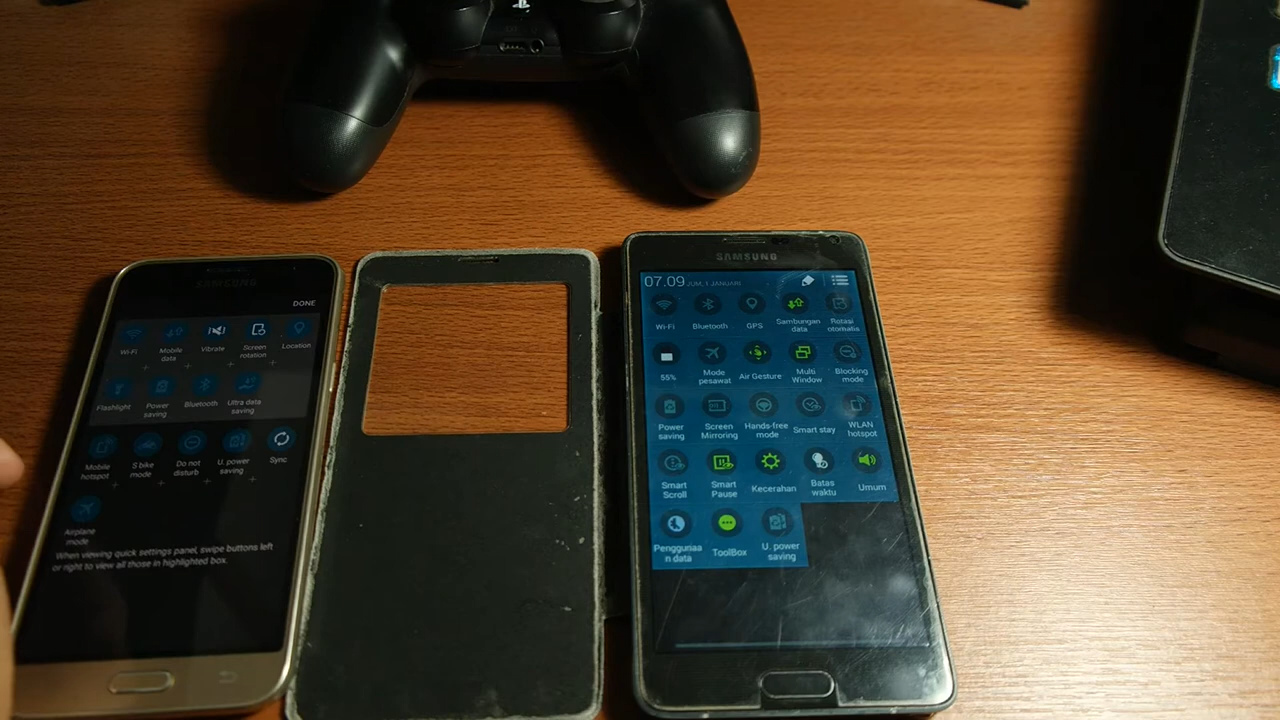 SAMSUNG
DONE
Wi-Fi
Mobile
data
Vibrate
Screen
rotation
Location
Flashlight
Power
saving
Bluetooth
Ultra data
saving
Mobile
hotspot
S bike
mode
Do not
disturb
U. power
saving
Sync
Airplane
mode
When viewing quick settings panel, swipe buttons left
or right to view all those in highlighted box.
SAMSUNG
07.09 JUM, 1 JANUARI
Wi-Fi
Bluetooth
GPS
Sambungan
data
Rotasi
otomatis
55%
Mode
pesawat
Air Gesture
Multi
Window
Blocking
mode
Power
saving
Screen
Mirroring
Hands-free
mode
Smart stay
WLAN
hotspot
Smart
Scroll
Smart
Pause
Kecerahan
Batas
waktu
Umum
Pengguriaa
n data
ToolBox
U. power
saving